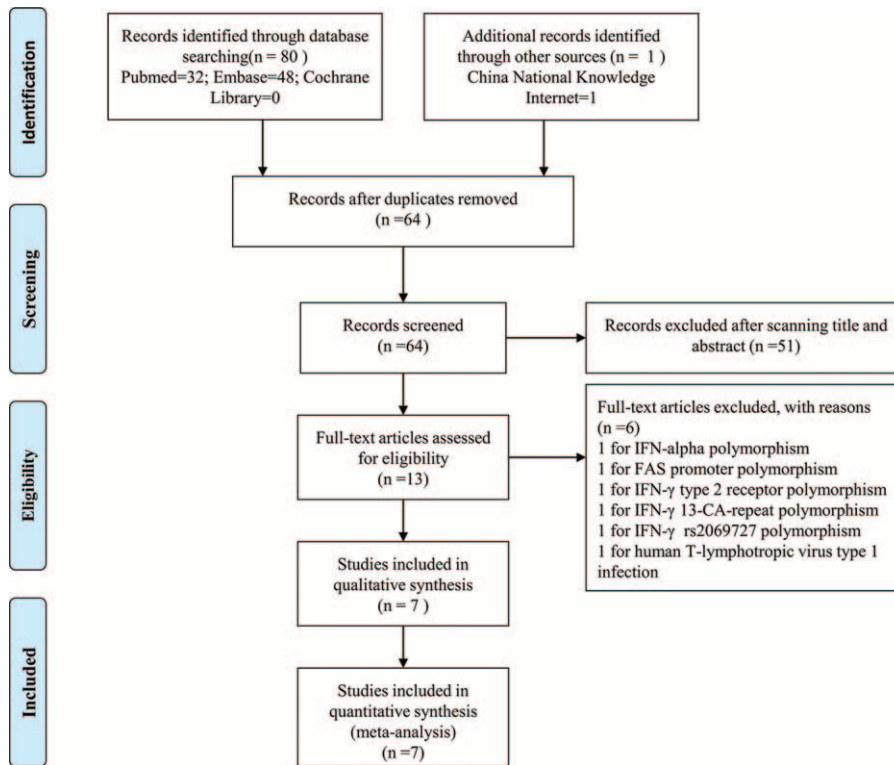 Identification
Records identified through database
searching(n = 80 )
Pubmed=32; Embase=48; Cochrane
Library=0
Additional records identified
through other sources (n = 1 )
China National Knowledge
Internet=1
Records after duplicates removed
(n =64 )
Screening
Records screened
(n =64)
Records excluded after scanning title and
abstract (n =51)
Eligibility
Full-text articles assessed
for eligibility
(n =13)
Full-text articles excluded, with reasons
(n =6)
1 for IFN-alpha polymorphism
1 for FAS promoter polymorphism
1 for IFN-γ type 2 receptor polymorphism
1 for IFN-γ 13-CA-repeat polymorphism
1 for IFN-γ rs2069727 polymorphism
1 for human T-lymphotropic virus type 1
infection
Studies included in
qualitative synthesis
(n = 7 )
Included
Studies included in
quantitative synthesis
(meta-analysis)
(n =7)